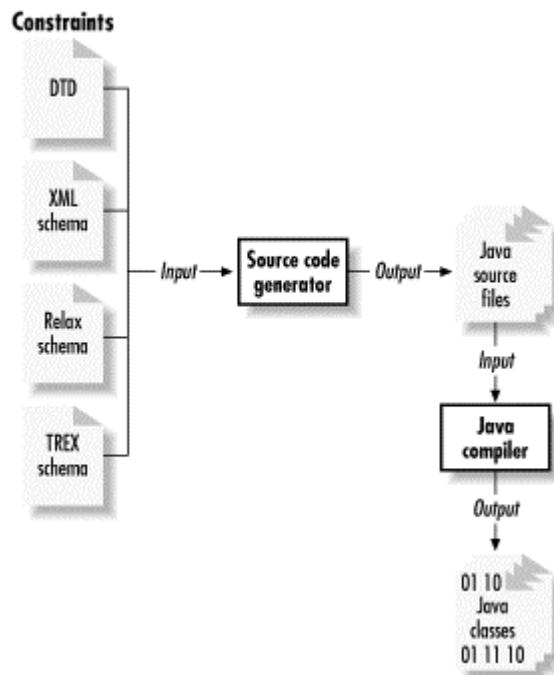 Constraints
DTD
XML
schema
Relax
schema
TREX
schema
Input
Source code
generator
Output
Java
source
files
Input
Java
compiler
Output
01 10
Java
classes
01 11 10